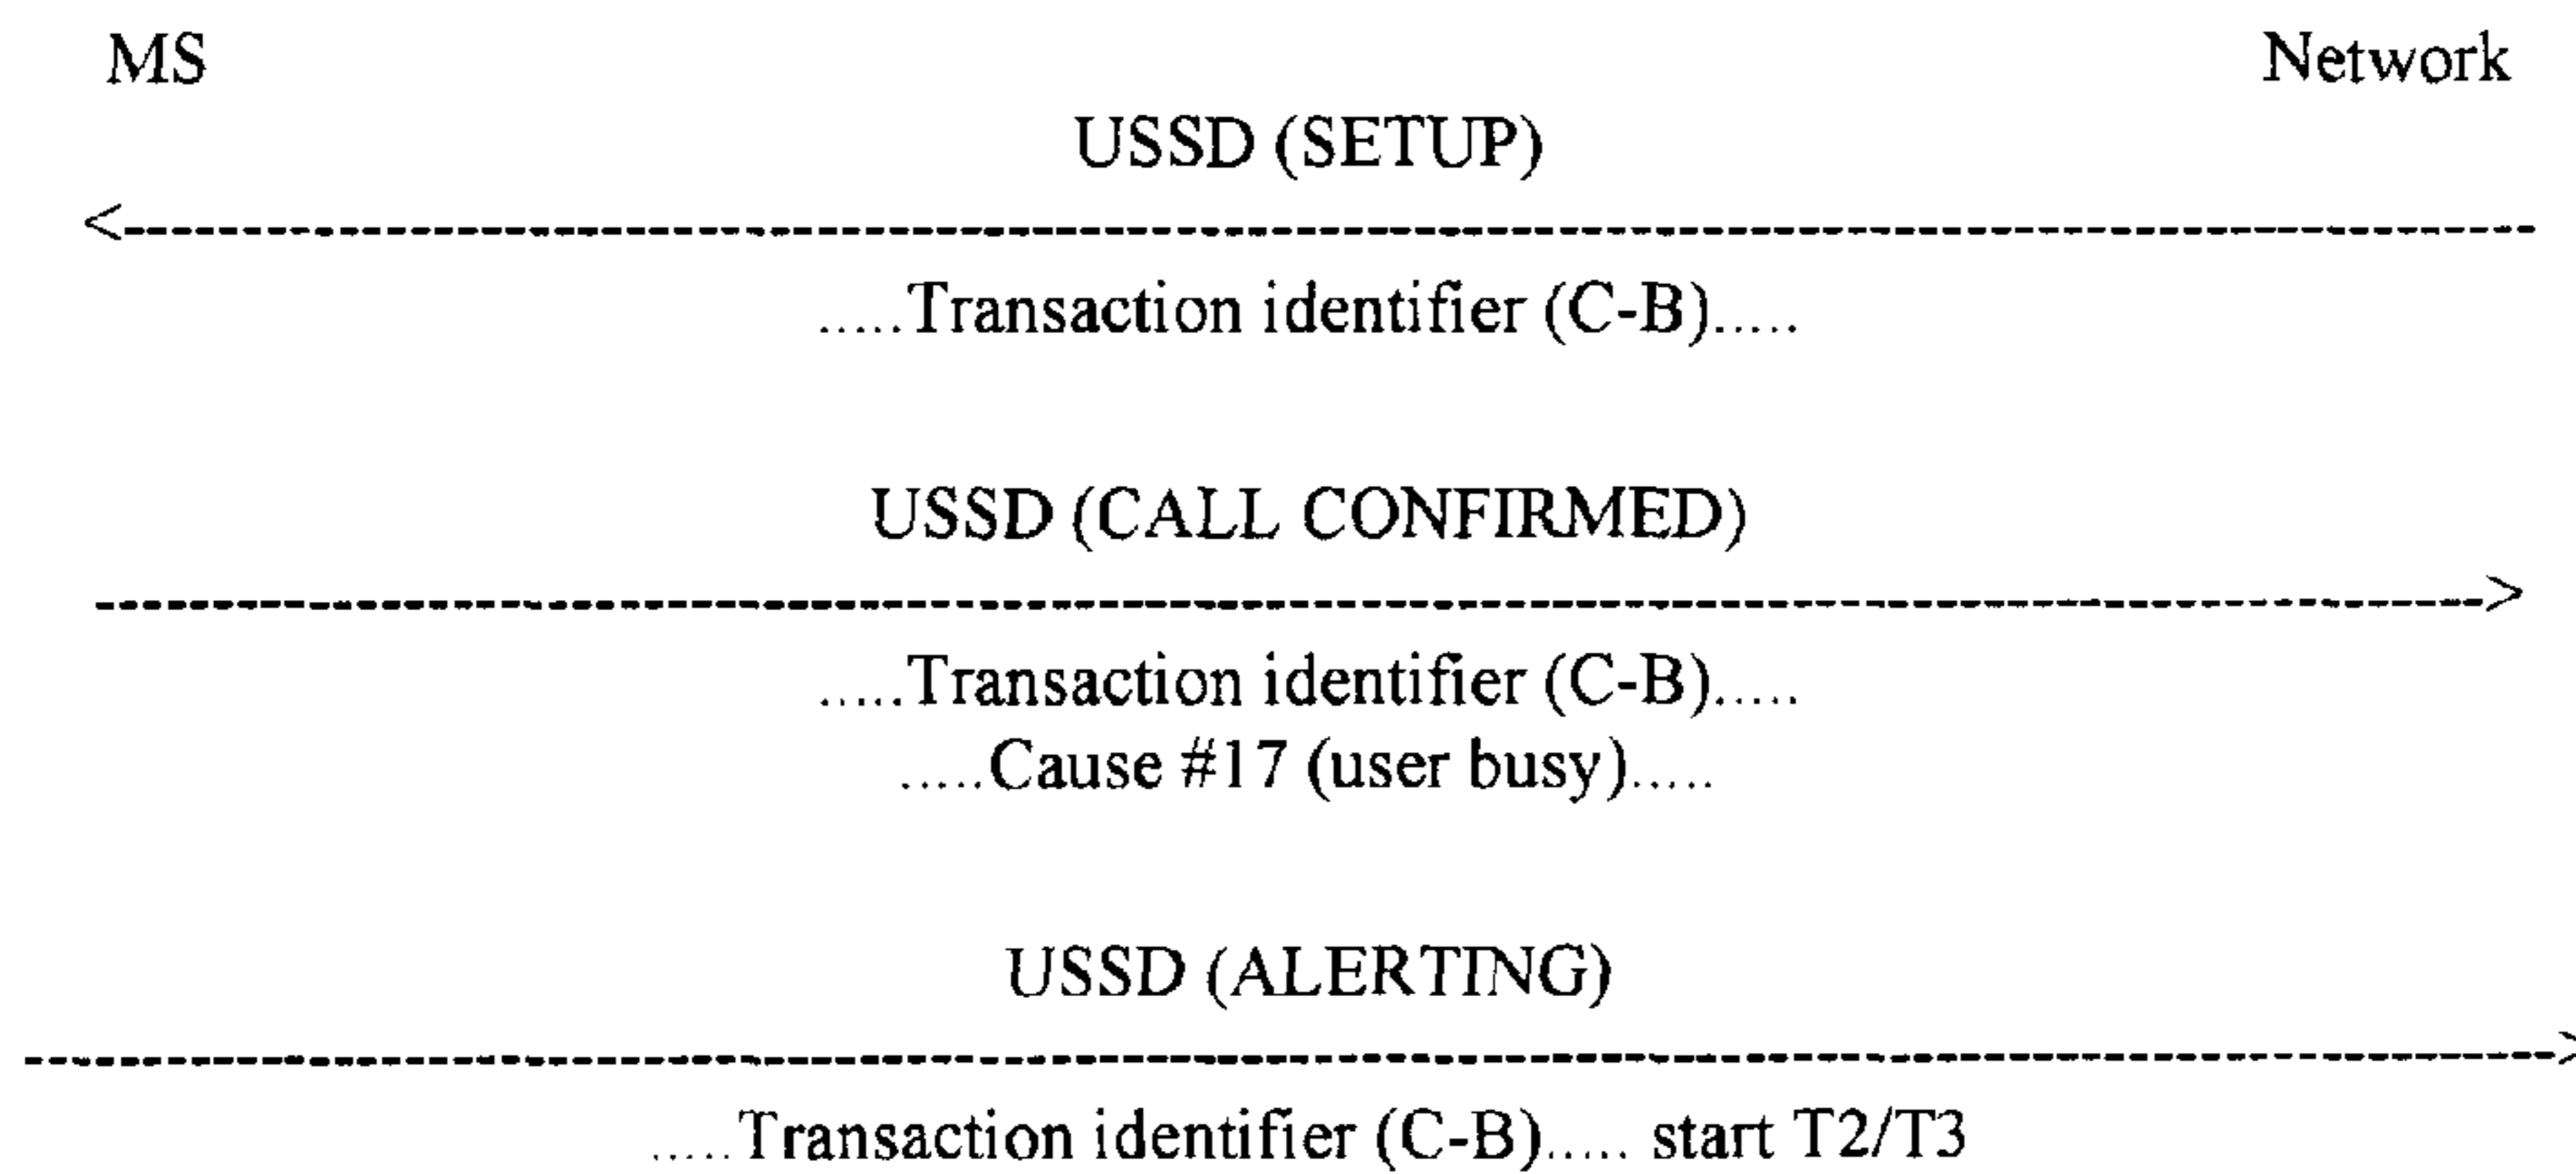 MS Network
USSD (SETUP)
<-----------------------------------------------
.....Transaction identifier (C-B).....
USSD (CALL CONFIRMED)
----------------------------------------------->
.....Transaction identifier (C-B).....
.....Cause #17 (user busy).....
USSD (ALERTING)
----------------------------------------------->
.....Transaction identifier (C-B)..... start T2/T3